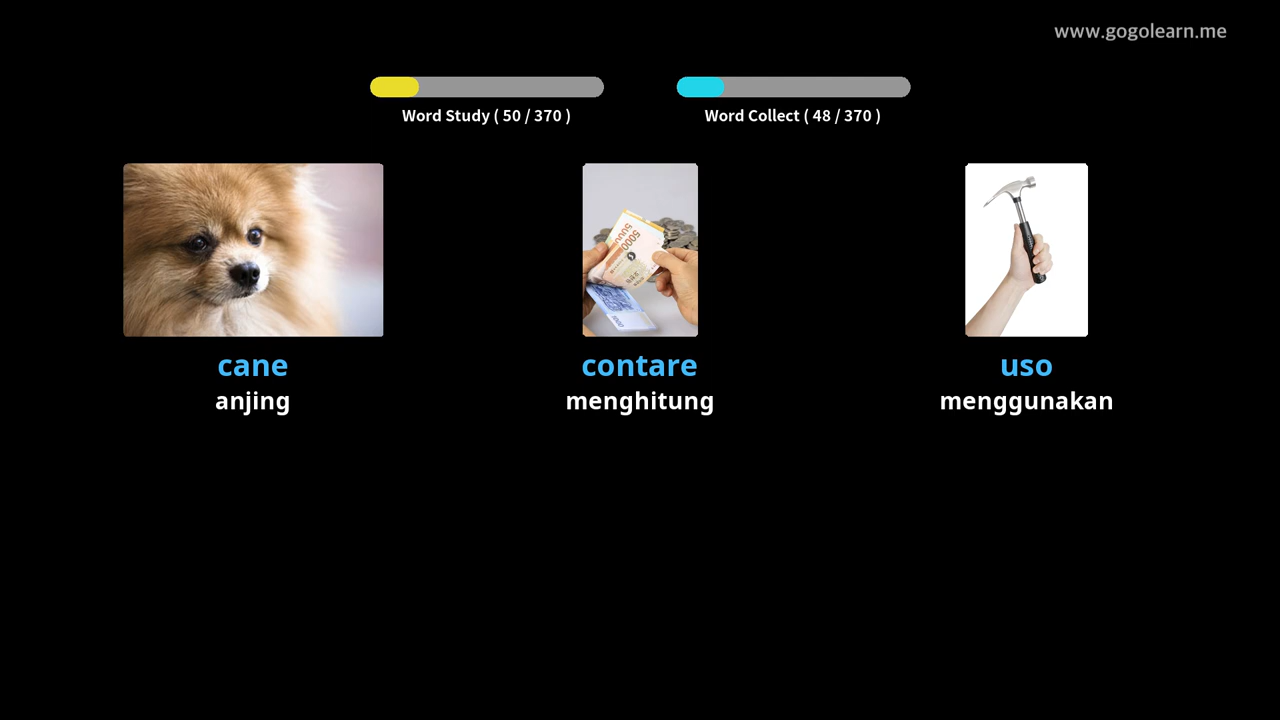 www.gogolearn.me
Word Study ( 50 / 370 )
Word Collect ( 48 / 370 )
cane
anjing
contare
menghitung
uso
menggunakan